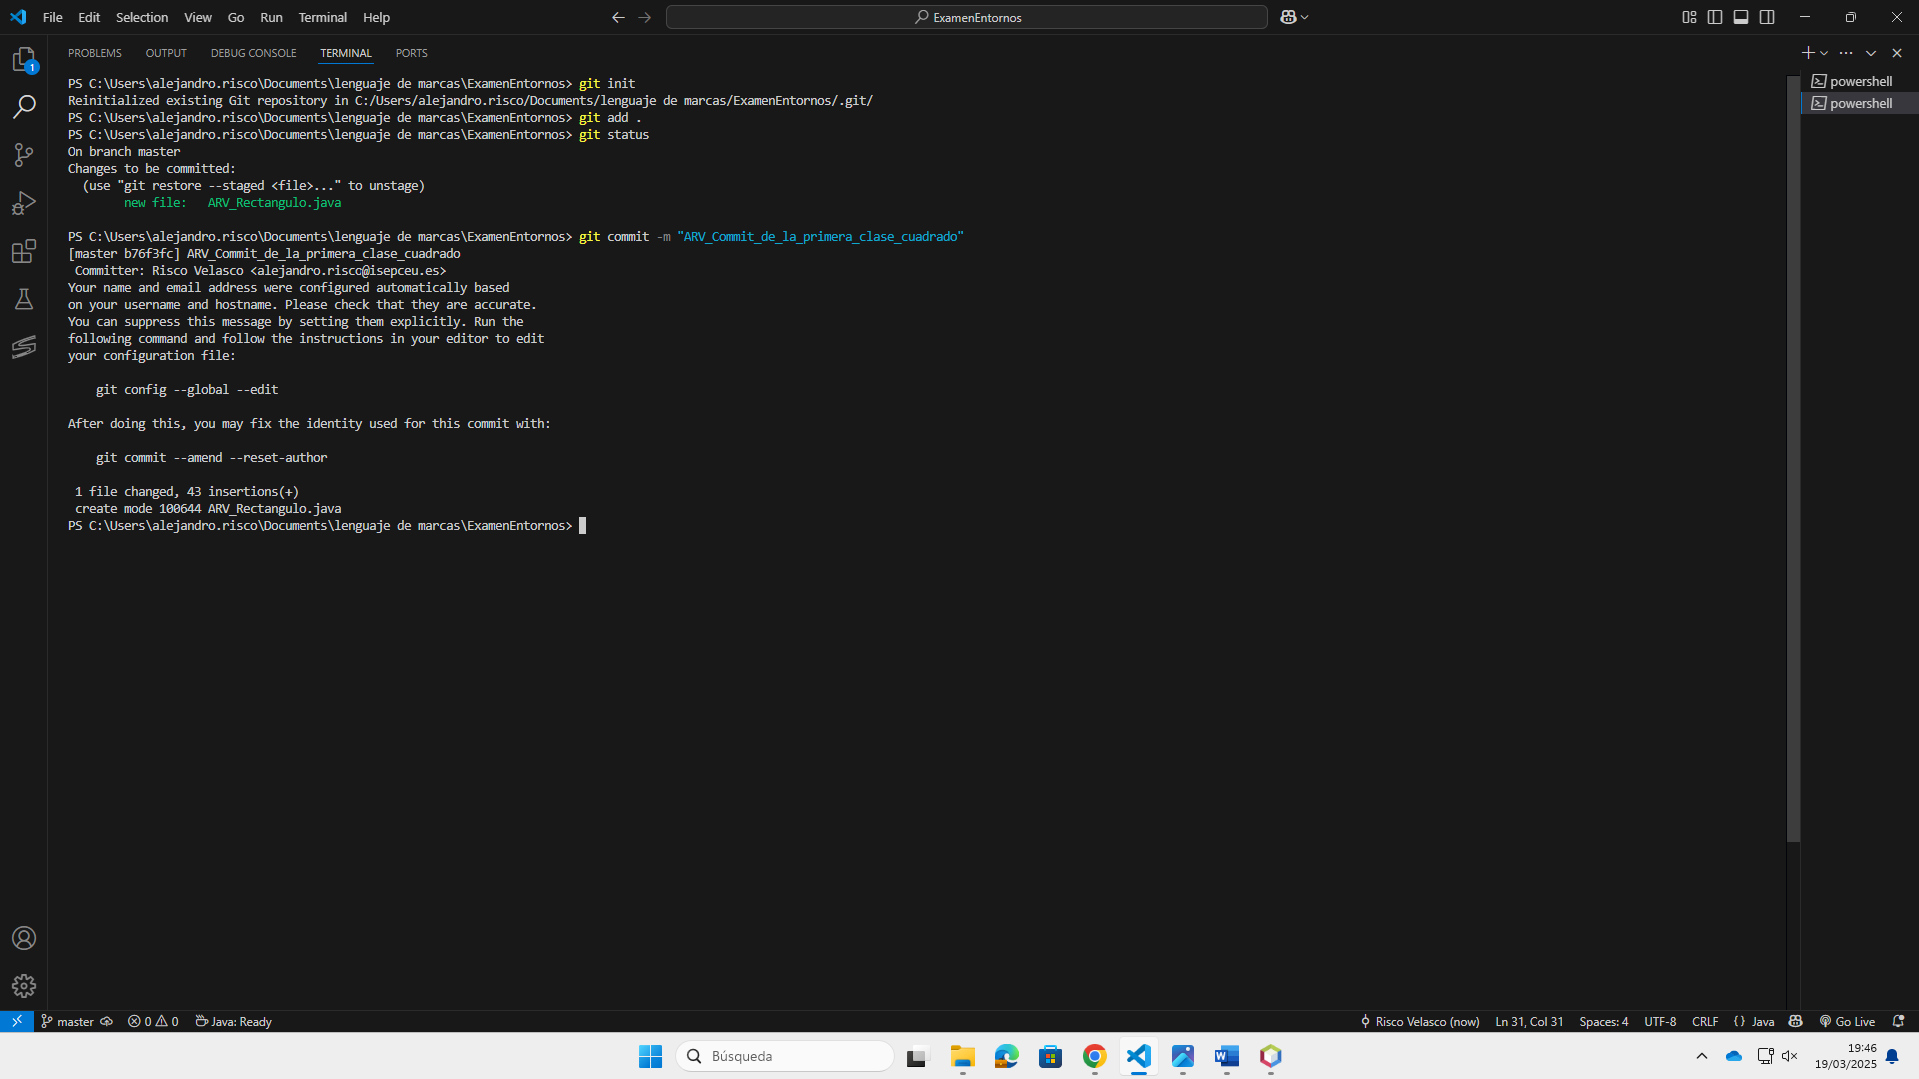 File Edit Selection View Go Run Terminal Help
ExamenEntornos
PROBLEMS OUTPUT DEBUG CONSOLE TERMINAL PORTS
1
powershell
powershell
PS C:\Users\alejandro.risco\Documents\lenguaje de marcas\ExamenEntornos> git init
Reinitialized existing Git repository in C:/Users/alejandro.risco/Documents/lenguaje de marcas/ExamenEntornos/.git/
PS C:\Users\alejandro.risco\Documents\lenguaje de marcas\ExamenEntornos> git add .
PS C:\Users\alejandro.risco\Documents\lenguaje de marcas\ExamenEntornos> git status
On branch master
Changes to be committed:
  (use "git restore --staged <file>..." to unstage)
        new file:   ARV_Rectangulo.java
PS C:\Users\alejandro.risco\Documents\lenguaje de marcas\ExamenEntornos> git commit -m "ARV_Commit_de_la_primera_clase_cuadrado"
[master b76f3fc] ARV_Commit_de_la_primera_clase_cuadrado
 Committer: Risco Velasco <alejandro.risco@isepceu.es>
Your name and email address were configured automatically based
on your username and hostname. Please check that they are accurate.
You can suppress this message by setting them explicitly. Run the
following command and follow the instructions in your editor to edit
your configuration file:
    git config --global --edit
After doing this, you may fix the identity used for this commit with:
    git commit --amend --reset-author
 1 file changed, 43 insertions(+)
 create mode 100644 ARV_Rectangulo.java
PS C:\Users\alejandro.risco\Documents\lenguaje de marcas\ExamenEntornos>
master 0 0 Java: Ready Risco Velasco (now) Ln 31, Col 31 Spaces: 4 UTF-8 CRLF {} Java Go Live
Búsqueda
19:46
19/03/2025